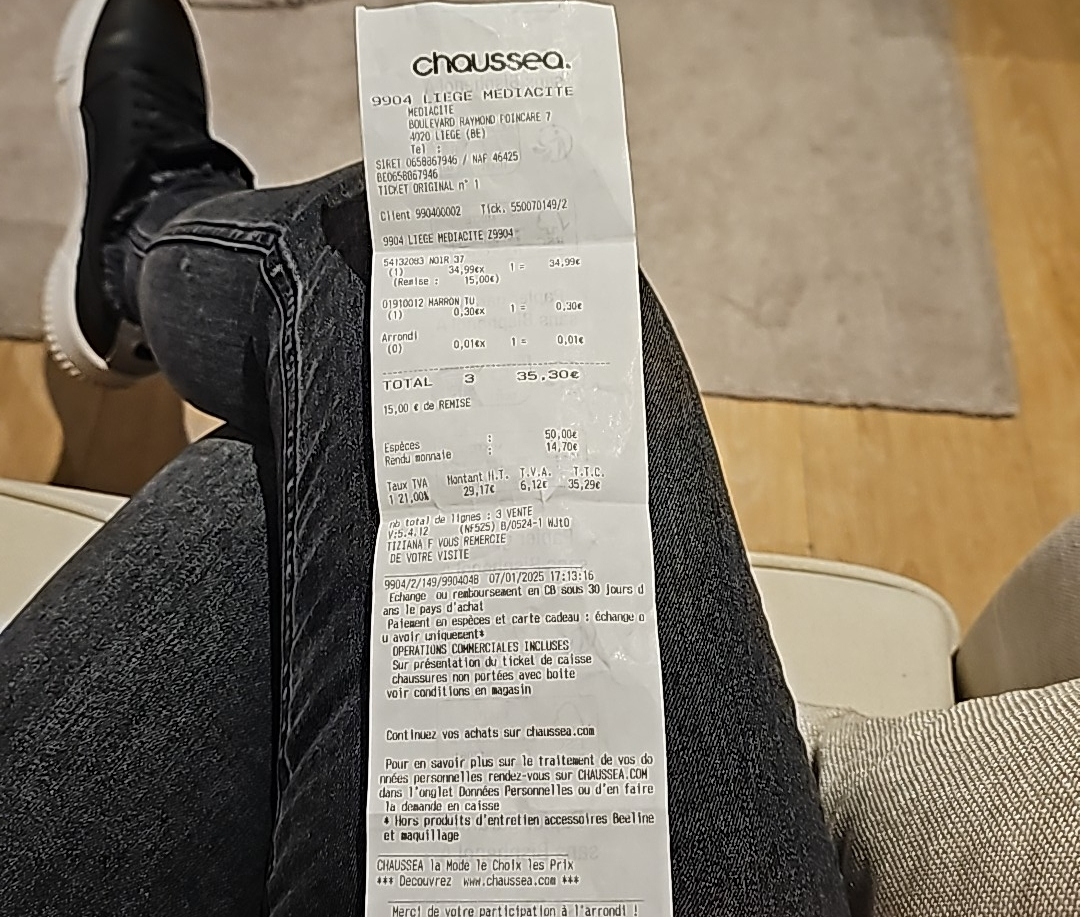 chaussea.
9904 LIEGE MEDIACITE
MEDIACITE
BOULEVARD RAYMOND POINCARE 7
4020 LIEGE (BE)
Tel :
SIRET 0658867946 / NAF 46425
BE0658867946
TICKET ORIGINAL n° 1
Client 990400002 Tick. 550070149/2
9904 LIEGE MEDIACITE Z9904
54132083 NOIR 37
(1) 34,99€x 1 = 34,99€
(Remise : 15,00€)
01910012 MARRON TU
(1) 0,30€x 1 = 0,30€
Arrondi
(0) 0,01€x 1 = 0,01€
TOTAL 3 35,30€
15,00 € de REMISE
Espèces : 50,00€
Rendu monnaie : 14,70€
Taux TVA Montant H.T. T.V.A. T.T.C.
1 21,00% 29,17€ 6,12€ 35,29€
nb total de lignes : 3 VENTE
V:5.4.12 (NF525) B/0524-1 WJtO
TIZIANA F VOUS REMERCIE
DE VOTRE VISITE
9904/2/149/9904048 07/01/2025 17:13:16
Echange ou remboursement en CB sous 30 jours d
ans le pays d'achat
Paiement en espèces et carte cadeau : échange o
u avoir uniquement*
OPERATIONS COMMERCIALES INCLUSES
Sur présentation du ticket de caisse
chaussures non portées avec boite
voir conditions en magasin
Continuez vos achats sur chaussea.com
Pour en savoir plus sur le traitement de vos do
nnées personnelles rendez-vous sur CHAUSSEA.COM
dans l'onglet Données Personnelles ou d'en faire
la demande en caisse
* Hors produits d'entretien accessoires Beeline
et maquillage
CHAUSSEA la Mode le Choix les Prix
*** Decouvrez www.chaussea.com ***
Merci de votre participation à l'arrondi !